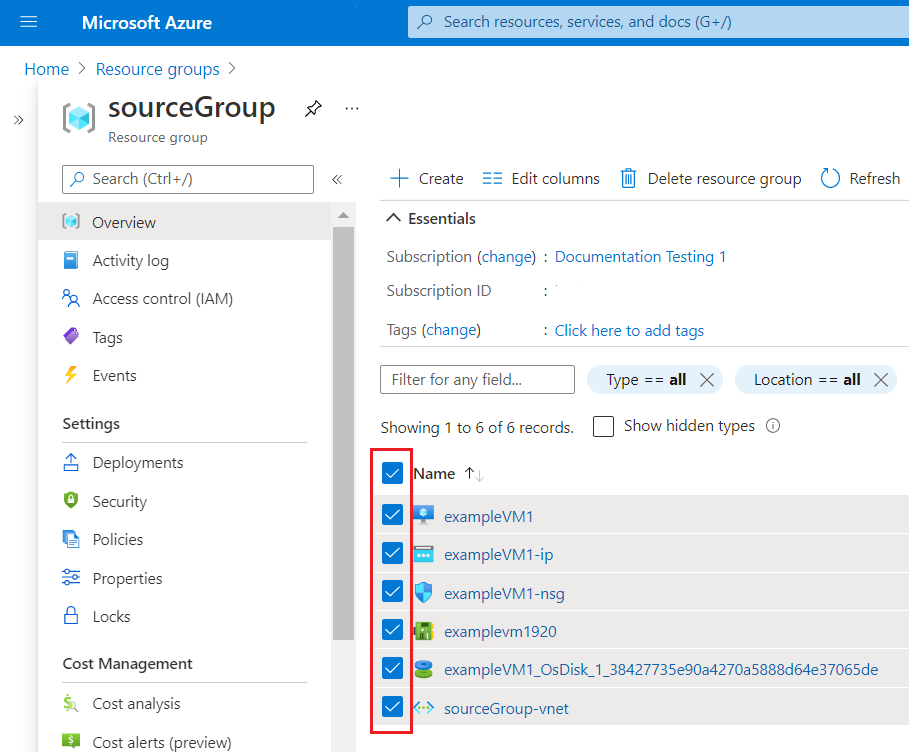 Microsoft Azure
Search resources, services, and docs (G+/)
Home > Resource groups >
sourceGroup
Resource group
Search (Ctrl+/)
Overview
Activity log
Access control (IAM)
Tags
Events
Settings
Deployments
Security
Policies
Properties
Locks
Cost Management
Cost analysis
Cost alerts (preview)
Create Edit columns Delete resource group Refresh
Essentials
Subscription (change) : Documentation Testing 1
Subscription ID :
Tags (change) : Click here to add tags
Filter for any field... Type == all Location == all
Showing 1 to 6 of 6 records. Show hidden types
Name
exampleVM1
exampleVM1-ip
exampleVM1-nsg
examplevm1920
exampleVM1_OsDisk_1_38427735e90a4270a5888d64e37065de
sourceGroup-vnet